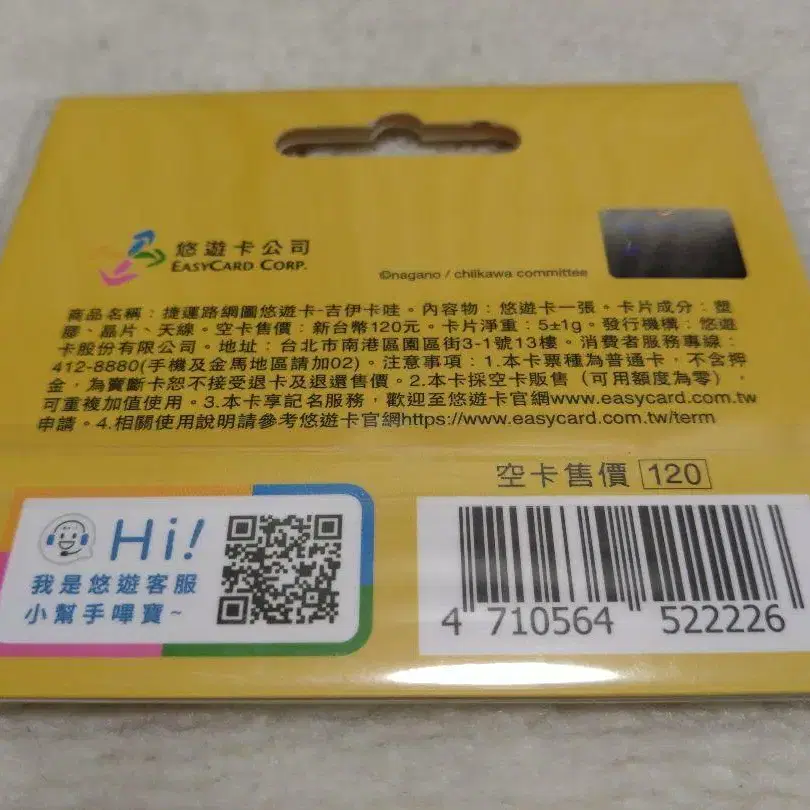 悠遊卡公司
EASYCARD CORP.
©nagano / chiikawa committee
商品名稱：捷運路網圖悠遊卡-吉伊卡哇。內容物：悠遊卡一張。卡片成分：塑
膠、晶片、天線。空卡售價：新台幣120元。卡片淨重：5±1g。發行機構：悠遊
卡股份有限公司。地址：台北市南港區園區街3-1號13樓。消費者服務專線：
412-8880(手機及金馬地區請加02)。注意事項：1.本卡票種為普通卡，不含押
金，為實斷卡恕不接受退卡及退還售價。2.本卡採空卡販售（可用額度為零），
可重複加值使用。3.本卡享記名服務，歡迎至悠遊卡官網www.easycard.com.tw
申請。4.相關使用說明請參考悠遊卡官網https://www.easycard.com.tw/term
空卡售價 120
Hi!
我是悠遊客服
小幫手嗶寶~
4 710564 522226